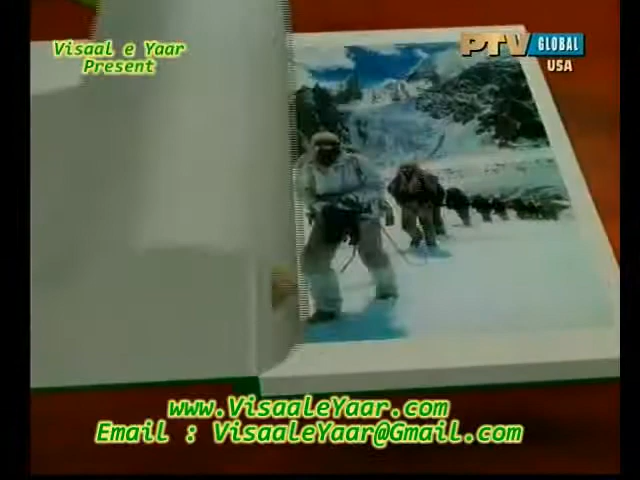 Visaal e Yaar
Present
PTV GLOBAL
USA
www.VisaaleYaar.com
Email : VisaaleYaar@Gmail.com